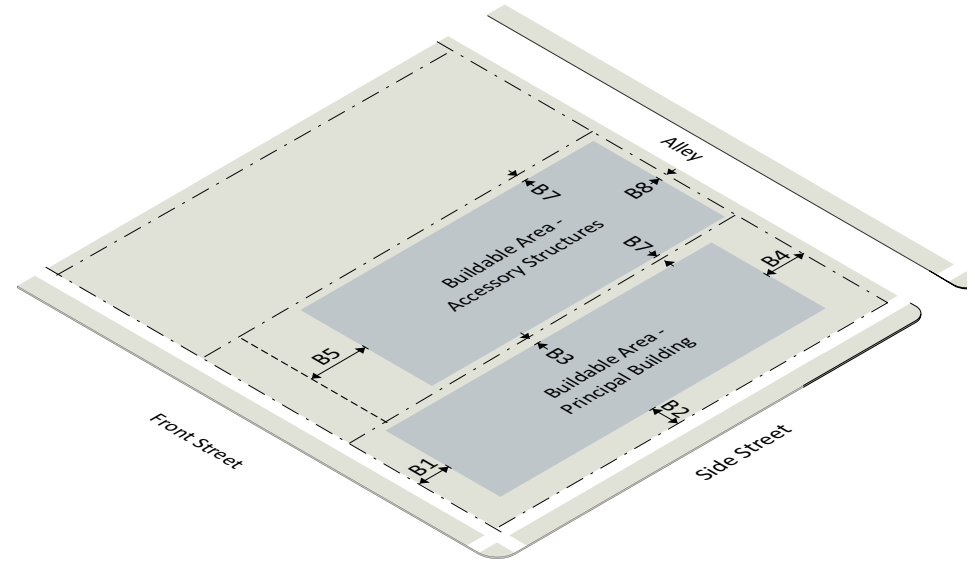 Alley
B7
B8
Buildable Area -
Accessory Structures
B7
B4
B5
B3
Buildable Area -
Principal Building
B2
B1
Front Street
Side Street